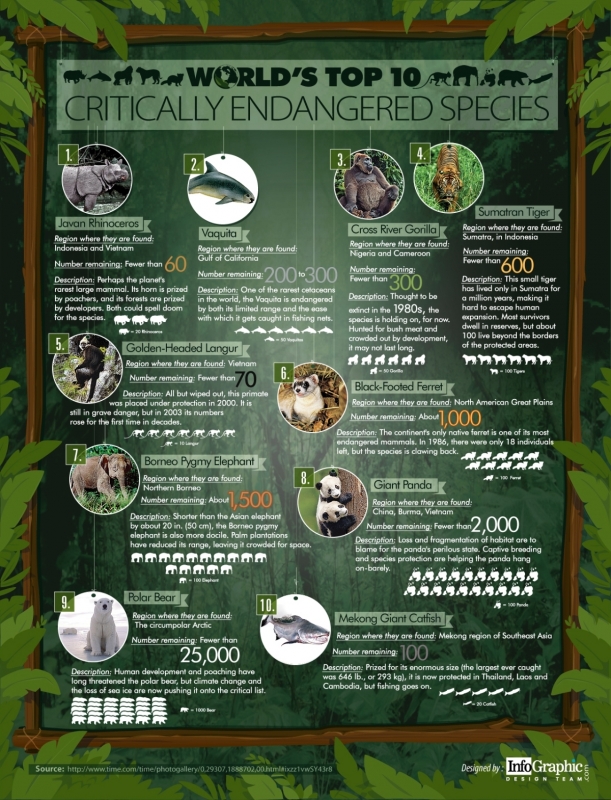 WORLD'S TOP 10
CRITICALLY ENDANGERED SPECIES
1.
Javan Rhinoceros
Region where they are found:
Indonesia and Vietnam
Number remaining: Fewer than 60
Description: Perhaps the planet's
rarest large mammal. Its horn is prized
by poachers, and its forests are prized
by developers. Both could spell doom
for the species.
= 20 Rhinoceros
2.
Vaquita
Region where they are found:
Gulf of California
Number remaining: 200 to 300
Description: One of the rarest cetaceans
in the world, the Vaquita is endangered
by both its limited range and the ease
with which it gets caught in fishing nets.
= 50 Vaquitas
3.
Cross River Gorilla
Region where they are found:
Nigeria and Cameroon
Number remaining:
Fewer than 300
Description: Thought to be
extinct in the 1980s, the
species is holding on, for now.
Hunted for bush meat and
crowded out by development,
it may not last long.
= 50 Gorilla
4.
Sumatran Tiger
Region where they are found:
Sumatra, in Indonesia
Number remaining:
Fewer than 600
Description: This small tiger
has lived only in Sumatra for
a million years, making it
hard to escape human
expansion. Most survivors
dwell in reserves, but about
100 live beyond the borders
of the protected areas.
= 100 Tigers
5.
Golden-Headed Langur
Region where they are found: Vietnam
Number remaining: Fewer than 70
Description: All but wiped out, this primate
was placed under protection in 2000. It is
still in grave danger, but in 2003 its numbers
rose for the first time in decades.
= 10 Langur
6.
Black-Footed Ferret
Region where they are found: North American Great Plains
Number remaining: About 1,000
Description: The continent's only native ferret is one of its most
endangered mammals. In 1986, there were only 18 individuals
left, but the species is clawing back.
= 100 Ferret
7.
Borneo Pygmy Elephant
Region where they are found:
Northern Borneo
Number remaining: About 1,500
Description: Shorter than the Asian elephant
by about 20 in. (50 cm), the Borneo pygmy
elephant is also more docile. Palm plantations
have reduced its range, leaving it crowded for space.
= 100 Elephant
8.
Giant Panda
Region where they are found:
China, Burma, Vietnam
Number remaining: Fewer than 2,000
Description: Loss and fragmentation of habitat are to
blame for the panda's perilous state. Captive breeding
and species protection are helping the panda hang
on-barely.
= 100 Panda
9.
Polar Bear
Region where they are found:
The circumpolar Arctic
Number remaining: Fewer than
25,000
Description: Human development and poaching have
long threatened the polar bear, but climate change and
the loss of sea ice are now pushing it onto the critical list.
= 1000 Bear
10.
Mekong Giant Catfish
Region where they are found: Mekong region of Southeast Asia
Number remaining: 100
Description: Prized for its enormous size (the largest ever caught
was 646 lb., or 293 kg), it is now protected in Thailand, Laos and
Cambodia, but fishing goes on.
= 20 Catfish
Source: http://www.time.com/time/photogallery/0,29307,1888702,00.html#ixzz1vw5Y43r8
Designed by: InfoGraphic
DESIGN TEAM .com